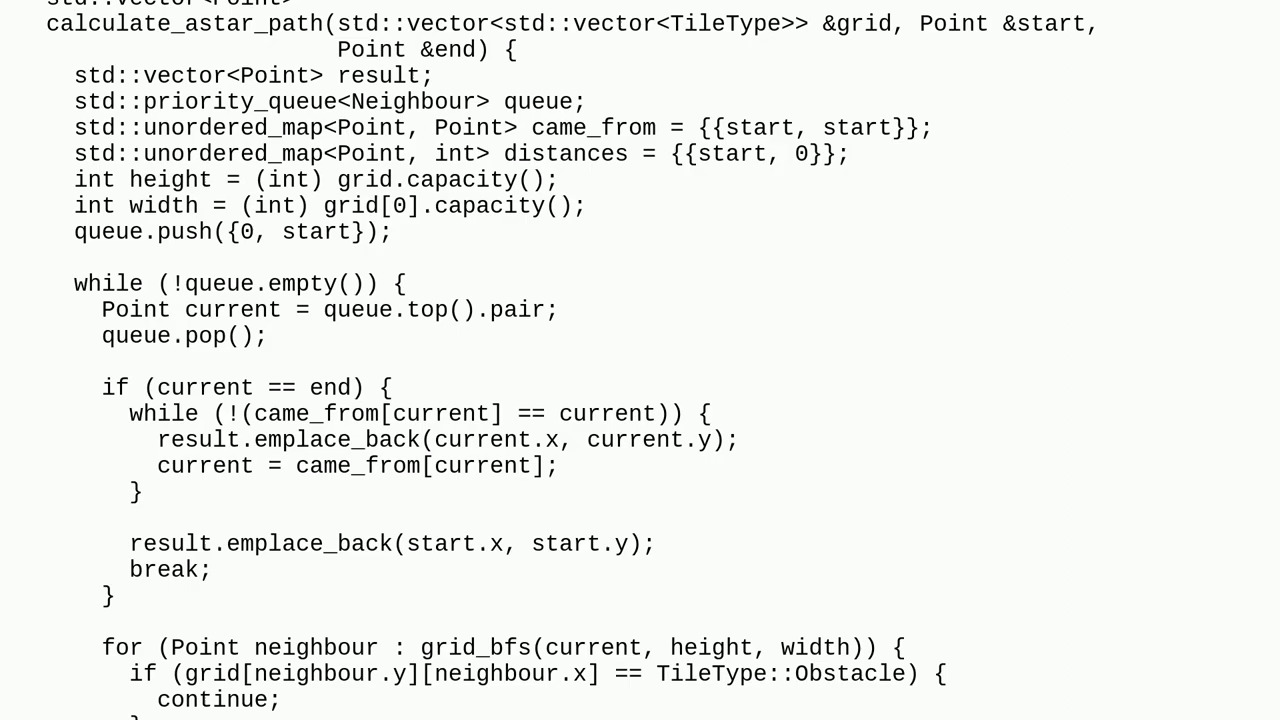 std::vector<Point>
calculate_astar_path(std::vector<std::vector<TileType>> &grid, Point &start,
                     Point &end) {
  std::vector<Point> result;
  std::priority_queue<Neighbour> queue;
  std::unordered_map<Point, Point> came_from = {{start, start}};
  std::unordered_map<Point, int> distances = {{start, 0}};
  int height = (int) grid.capacity();
  int width = (int) grid[0].capacity();
  queue.push({0, start});

  while (!queue.empty()) {
    Point current = queue.top().pair;
    queue.pop();

    if (current == end) {
      while (!(came_from[current] == current)) {
        result.emplace_back(current.x, current.y);
        current = came_from[current];
      }

      result.emplace_back(start.x, start.y);
      break;
    }

    for (Point neighbour : grid_bfs(current, height, width)) {
      if (grid[neighbour.y][neighbour.x] == TileType::Obstacle) {
        continue;
      }